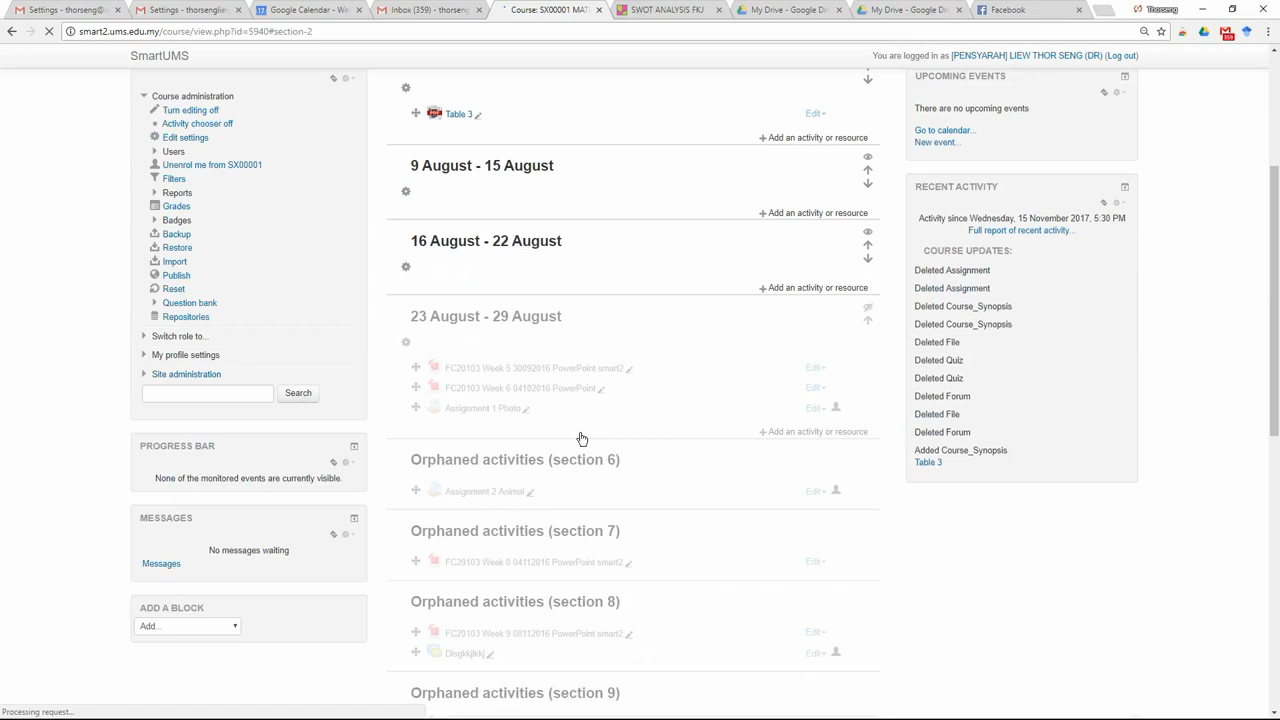 Settings - thorseng@u
Settings - thorsenglie
Google Calendar - We
Inbox (359) - thorseng
Course: SX00001 MAT
SWOT ANALYSIS FKJ
My Drive - Google Dri
My Drive - Google Dri
Facebook
Thorseng
smart2.ums.edu.my/course/view.php?id=5940#section-2
SmartUMS
You are logged in as [PENSYARAH] LIEW THOR SENG (DR) (Log out)
Course administration
Turn editing off
Activity chooser off
Edit settings
Users
Unenrol me from SX00001
Filters
Reports
Grades
Badges
Backup
Restore
Import
Publish
Reset
Question bank
Repositories
Switch role to...
My profile settings
Site administration
Search
PROGRESS BAR
None of the monitored events are currently visible.
MESSAGES
No messages waiting
Messages
ADD A BLOCK
Add...
Processing request...
Table 3
Edit
Add an activity or resource
9 August - 15 August
Add an activity or resource
16 August - 22 August
Add an activity or resource
23 August - 29 August
FC20103 Week 5 30092016 PowerPoint smart2 Edit
FC20103 Week 6 04102016 PowerPoint Edit
Assignment 1 Photo Edit
Add an activity or resource
Orphaned activities (section 6)
Assignment 2 Animal Edit
Orphaned activities (section 7)
FC20103 Week 8 04112016 PowerPoint smart2 Edit
Orphaned activities (section 8)
FC20103 Week 9 08112016 PowerPoint smart2 Edit
Edit
Orphaned activities (section 9)
UPCOMING EVENTS
There are no upcoming events
Go to calendar...
New event...
RECENT ACTIVITY
Activity since Wednesday, 15 November 2017, 5:30 PM
Full report of recent activity...
COURSE UPDATES:
Deleted Assignment
Deleted Assignment
Deleted Course_Synopsis
Deleted Course_Synopsis
Deleted File
Deleted Quiz
Deleted Quiz
Deleted Forum
Deleted File
Deleted Forum
Added Course_Synopsis
Table 3